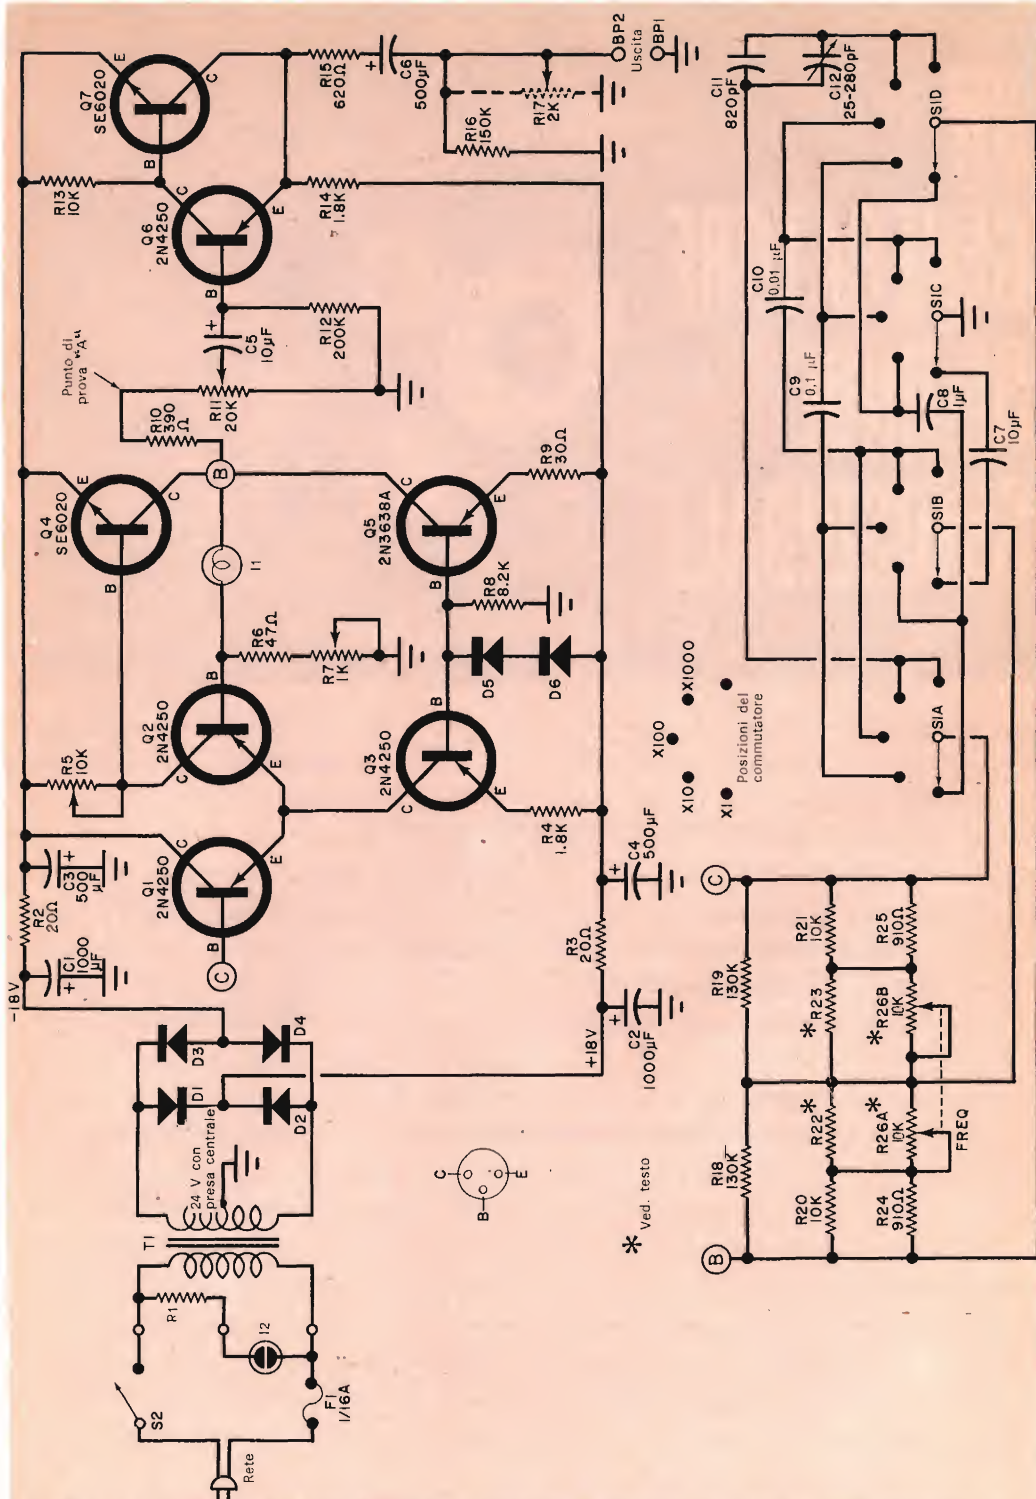 Rete
S2
F1
1/16A
I2
R1
T1
24 V con
presa centrale
D1
D2
D3
D4
-18V
+18V
C1
1000
µF
R2
20Ω
C3
500
µF
C2
1000µF
R3
20Ω
C4
500µF
C
B
Q1
2N4250
C
E
R5
10K
Q2
2N4250
C
B
E
Q3
2N4250
C
B
E
R4
1.8K
R6
47Ω
R7
1K
D5
D6
R8
8.2K
I1
Q4
SE6020
E
B
C
B
Q5
2N3638A
C
B
E
R9
30Ω
R10
390
Ω
Punto di
prova "A"
R11
20K
C5
10µF
R12
200K
Q6
2N4250
B
C
E
R13
10K
R14
1.8K
Q7
SE6020
E
B
C
R15
620Ω
C6
500µF
R16
150K
R17
2K
BP2
Uscita
BP1
C
B
E
* Ved. testo
B
C
R18
130K
R19
130K
R20
10K
R22
*
* R23
R21
10K
R24
910Ω
R26A
10K
*
* R26B
10K
R25
910Ω
FREQ
X1
X10
X100
X1000
Posizioni del
commutatore
S1A
S1B
S1C
S1D
C7
10µF
C8
1µF
C9
0,1 µF
C10
0,01 µF
C11
820pF
C12
25-280pF